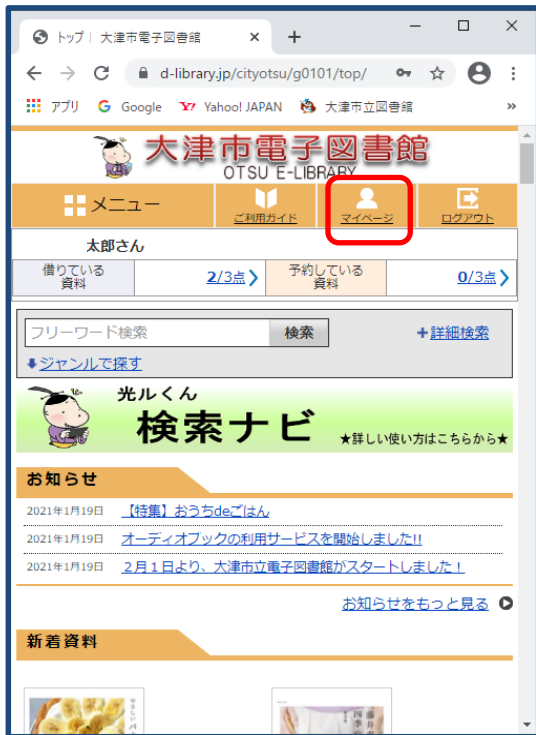 トップ | 大津市電子図書館
d-library.jp/cityotsu/g0101/top/
アプリ Google Yahoo! JAPAN 大津市立図書館 »
大津市電子図書館
OTSU E-LIBRARY
メニュー ご利用ガイド マイページ ログアウト
太郎さん
借りている資料 2/3点 予約している資料 0/3点
フリーワード検索 検索 +詳細検索
ジャンルで探す
光ルくん
検索ナビ ★詳しい使い方はこちらから★
お知らせ
2021年1月19日 【特集】おうちdeごはん
2021年1月19日 オーディオブックの利用サービスを開始しました!!
2021年1月19日 2月1日より、大津市立電子図書館がスタートしました!
お知らせをもっと見る
新着資料